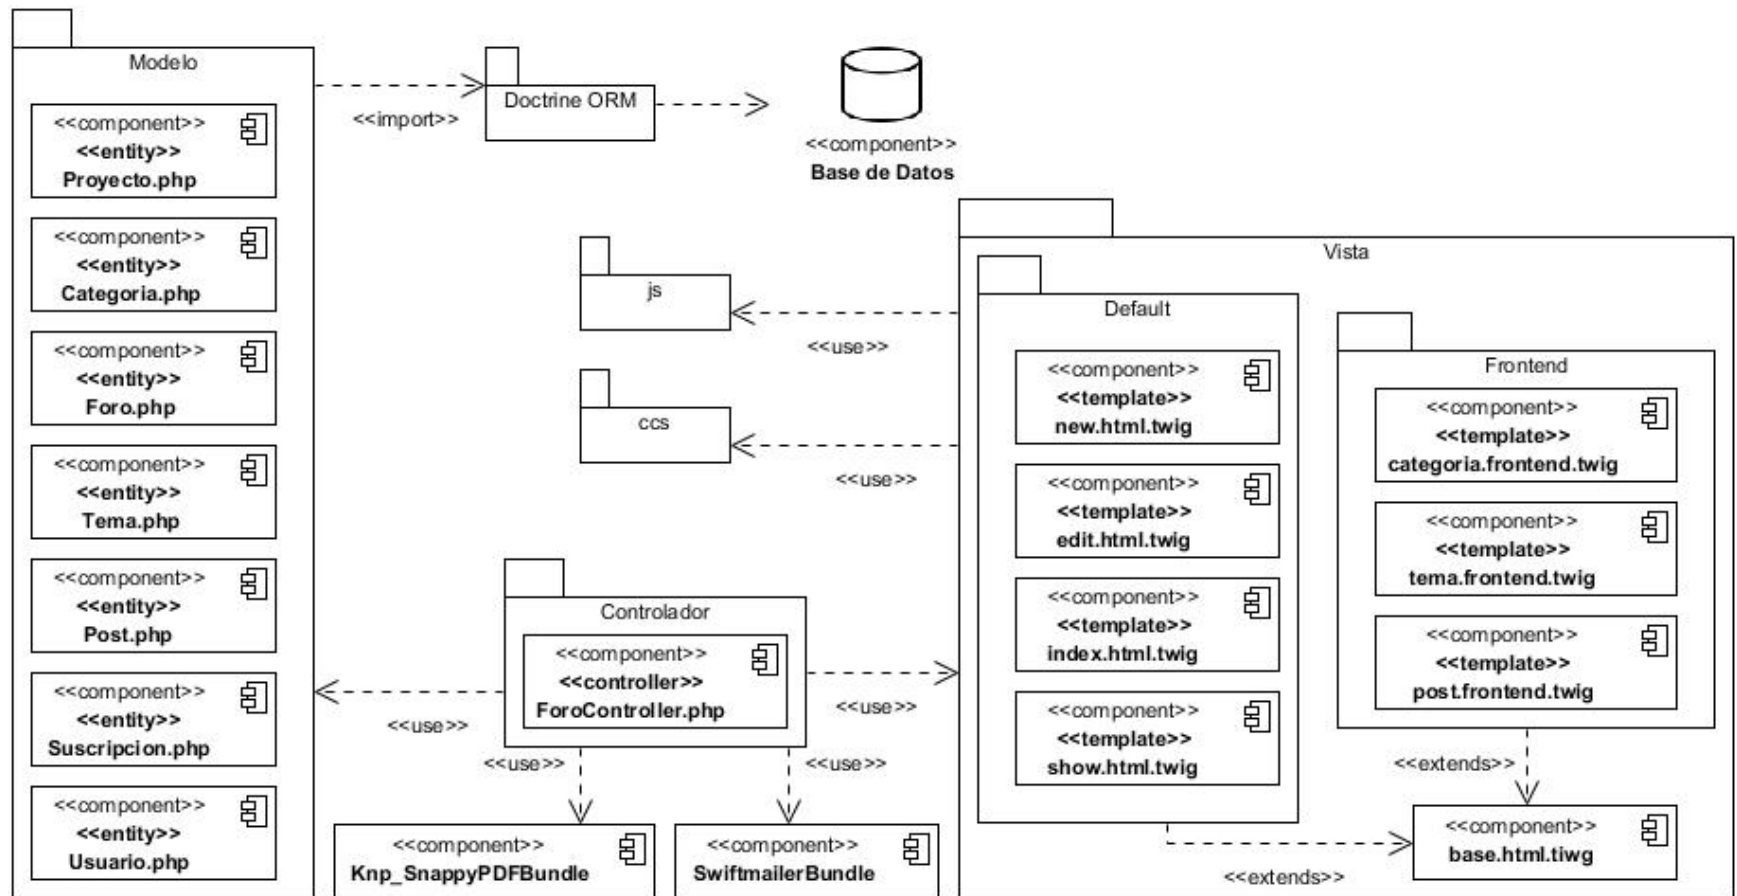 Modelo
<<component>>
<<entity>>
Proyecto.php
<<component>>
<<entity>>
Categoria.php
<<component>>
<<entity>>
Foro.php
<<component>>
<<entity>>
Tema.php
<<component>>
<<entity>>
Post.php
<<component>>
<<entity>>
Suscripcion.php
<<component>>
<<entity>>
Usuario.php
<<import>>
Doctrine ORM
<<component>>
Base de Datos
js
<<use>>
ccs
<<use>>
Controlador
<<component>>
<<controller>>
ForoController.php
<<use>>
<<use>>
<<use>>
<<use>>
<<component>>
Knp_SnappyPDFBundle
<<component>>
SwiftmailerBundle
Vista
Default
<<component>>
<<template>>
new.html.twig
<<component>>
<<template>>
edit.html.twig
<<component>>
<<template>>
index.html.twig
<<component>>
<<template>>
show.html.twig
Frontend
<<component>>
<<template>>
categoria.frontend.twig
<<component>>
<<template>>
tema.frontend.twig
<<component>>
<<template>>
post.frontend.twig
<<extends>>
<<component>>
base.html.tiwg
<<extends>>